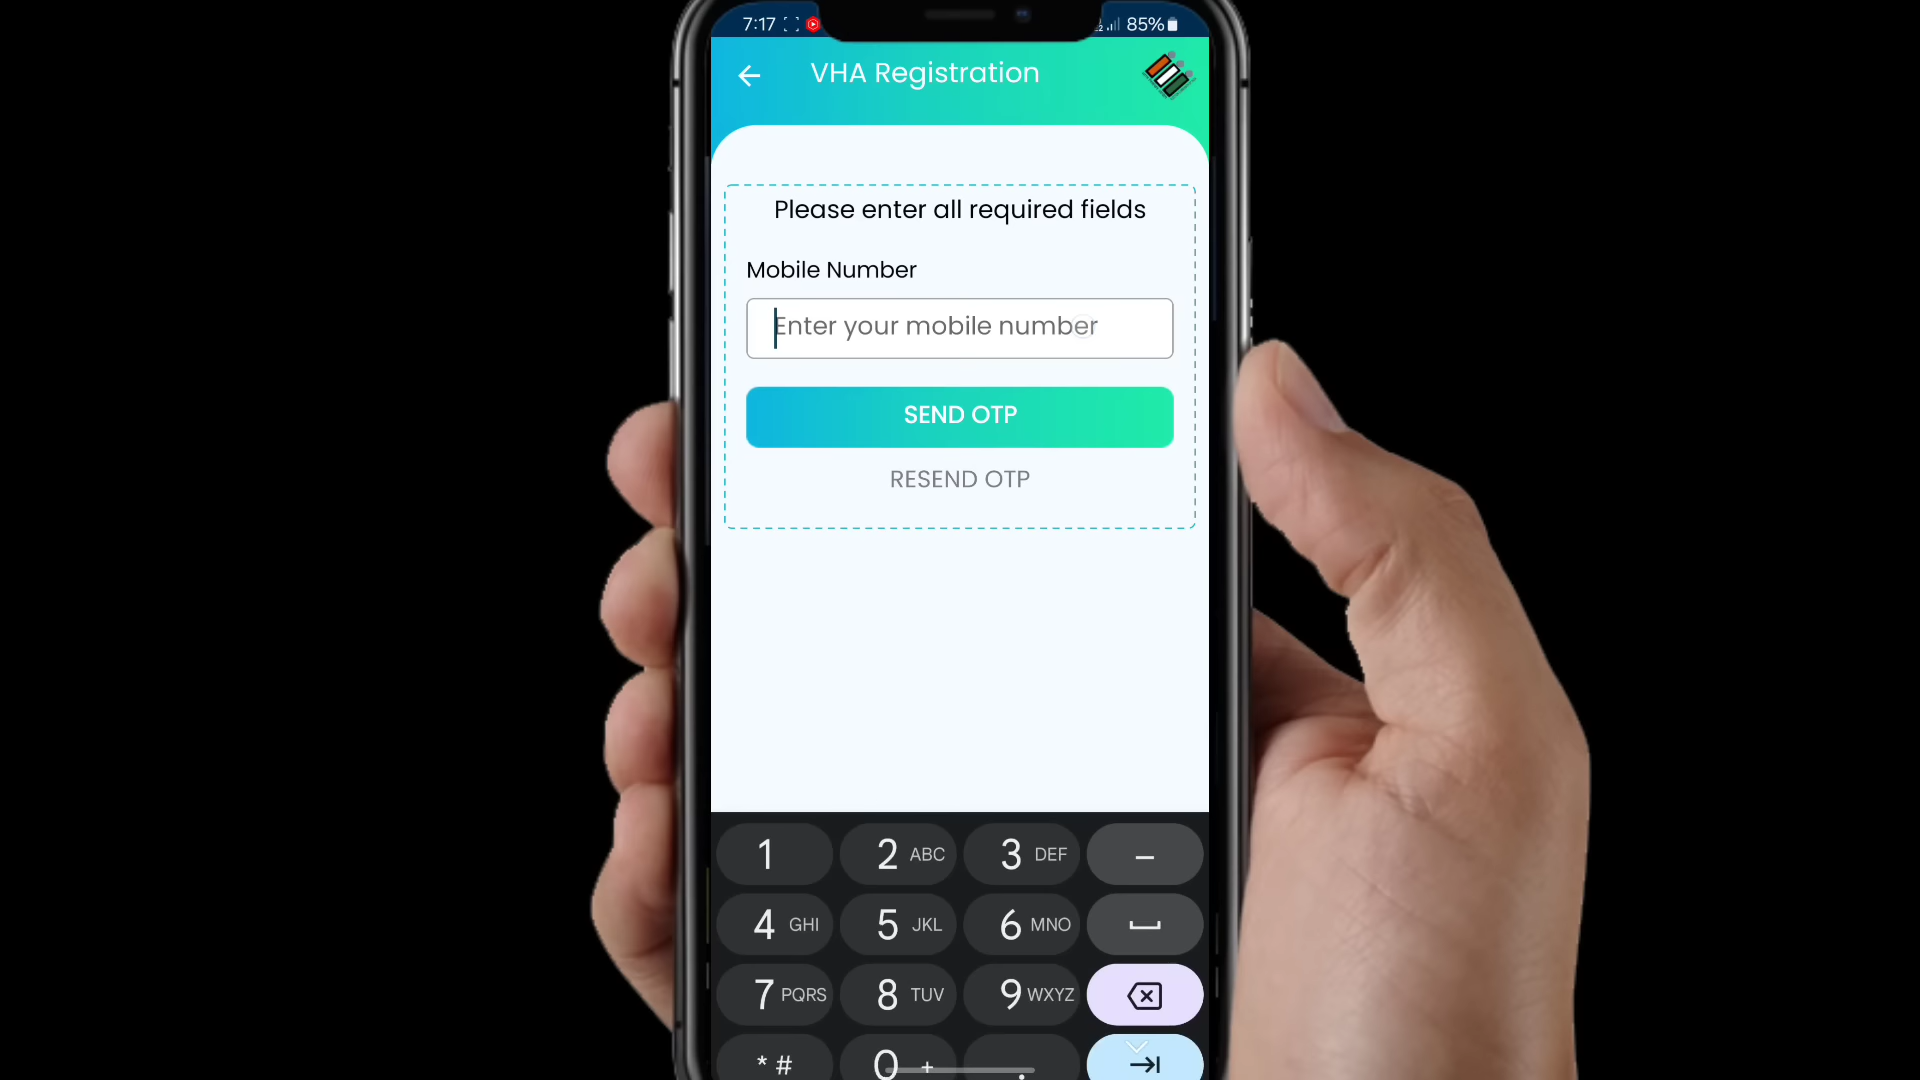 7:17 85%
VHA Registration
Please enter all required fields
Mobile Number
Enter your mobile number
SEND OTP
RESEND OTP
1 2 ABC 3 DEF –
4 GHI 5 JKL 6 MNO
7 PQRS 8 TUV 9 WXYZ
* # 0 + .